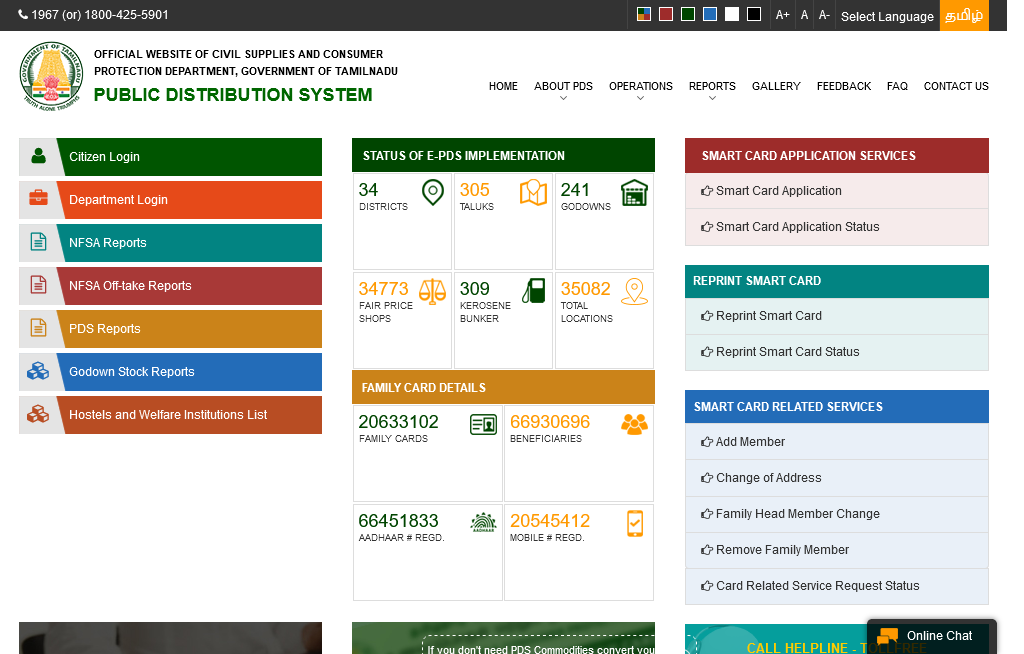 1967 (or) 1800-425-5901
A+ A A- Select Language தமிழ்
OFFICIAL WEBSITE OF CIVIL SUPPLIES AND CONSUMER
PROTECTION DEPARTMENT, GOVERNMENT OF TAMILNADU
PUBLIC DISTRIBUTION SYSTEM
GOVERNMENT OF TAMILNADU
TRUTH ALONE TRIUMPHS
HOME ABOUT PDS OPERATIONS REPORTS GALLERY FEEDBACK FAQ CONTACT US
Citizen Login
Department Login
NFSA Reports
NFSA Off-take Reports
PDS Reports
Godown Stock Reports
Hostels and Welfare Institutions List
STATUS OF E-PDS IMPLEMENTATION
34
DISTRICTS
305
TALUKS
241
GODOWNS
34773
FAIR PRICE
SHOPS
309
KEROSENE
BUNKER
35082
TOTAL
LOCATIONS
FAMILY CARD DETAILS
20633102
FAMILY CARDS
66930696
BENEFICIARIES
66451833
AADHAAR # REGD.
AADHAAR
20545412
MOBILE # REGD.
If you don't need PDS Commodities convert you
SMART CARD APPLICATION SERVICES
Smart Card Application
Smart Card Application Status
REPRINT SMART CARD
Reprint Smart Card
Reprint Smart Card Status
SMART CARD RELATED SERVICES
Add Member
Change of Address
Family Head Member Change
Remove Family Member
Card Related Service Request Status
CALL HELPLINE - TOLL FREE
Online Chat